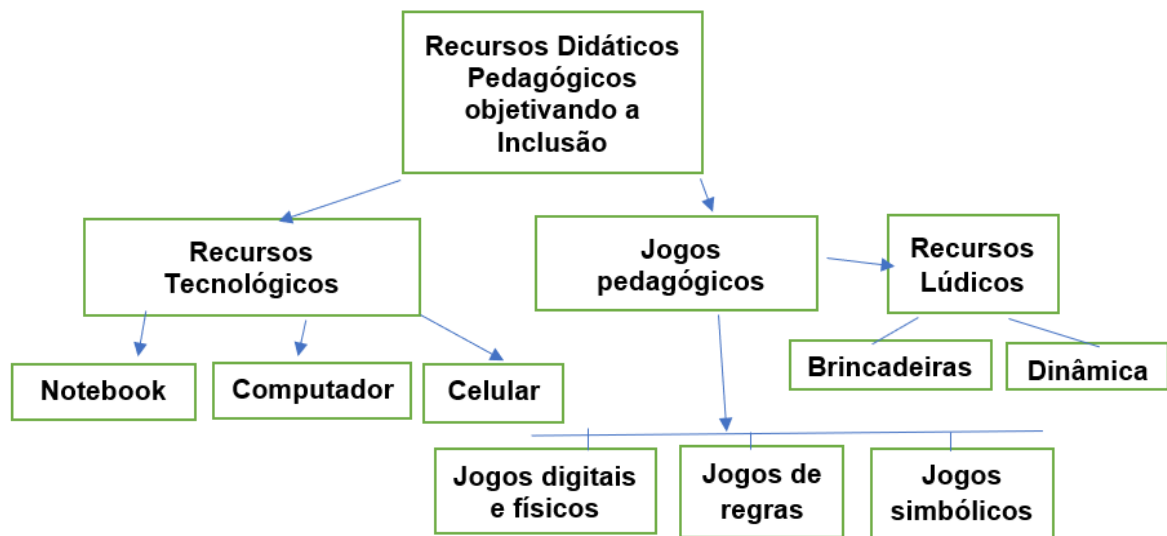 Recursos Didáticos
Pedagógicos
objetivando a
Inclusão
Recursos
Tecnológicos
Jogos
pedagógicos
Recursos
Lúdicos
Notebook
Computador
Celular
Brincadeiras
Dinâmica
Jogos digitais
e físicos
Jogos de
regras
Jogos
simbólicos